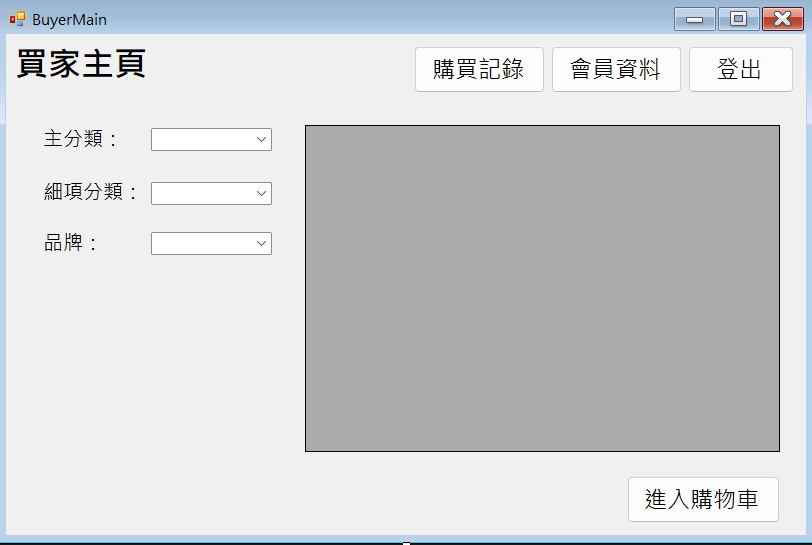 BuyerMain
買家主頁
購買記錄 會員資料 登出
主分類：
細項分類：
品牌：
進入購物車